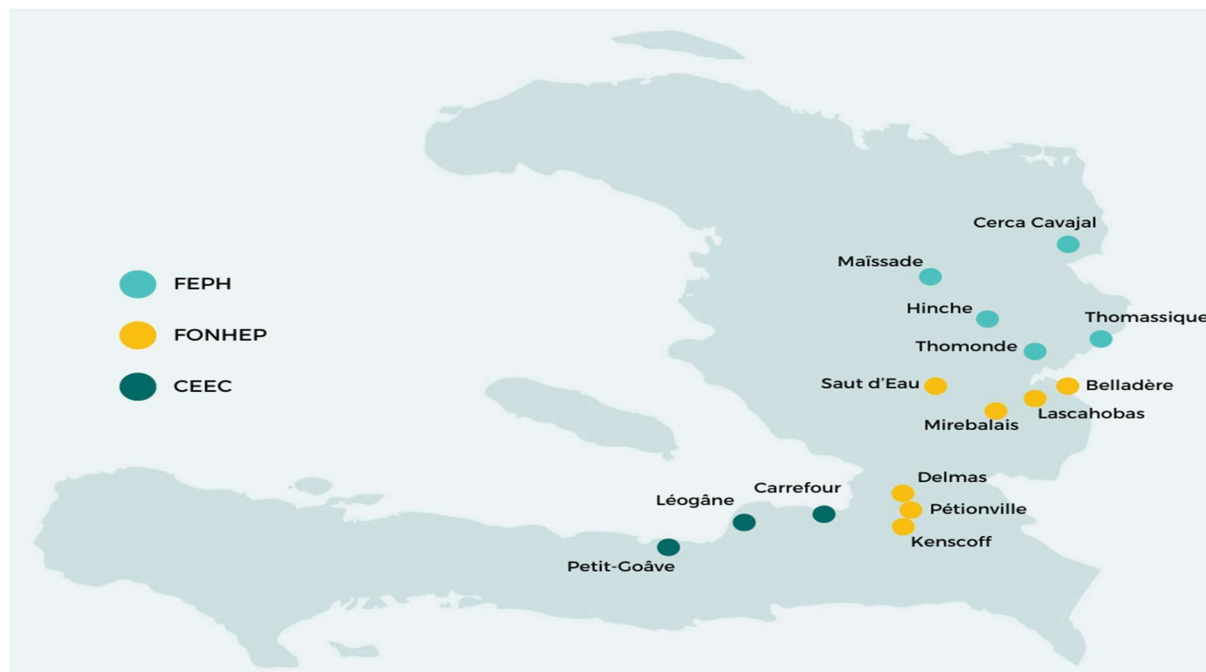 Cerca Cavajal
Maïssade
FEPH
Hinche
Thomassique
FONHEP
Thomonde
CEEC
Saut d'Eau
Belladère
Lascahobas
Mirebalais
Delmas
Carrefour
Léogâne
Pétionville
Kenscoff
Petit-Goâve